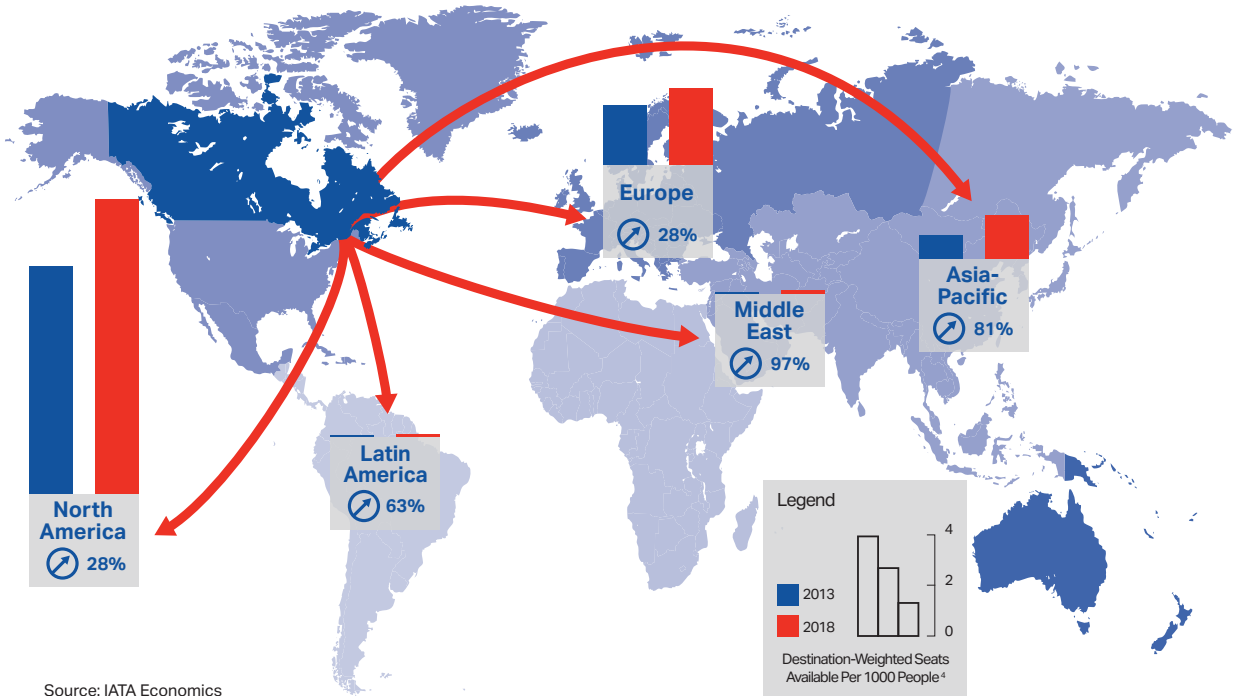 Europe
28%
Asia-
Pacific
81%
Middle
East
97%
Latin
America
63%
North
America
28%
Legend
4
2
0
2013
2018
Destination-Weighted Seats
Available Per 1000 People⁴
Source: IATA Economics